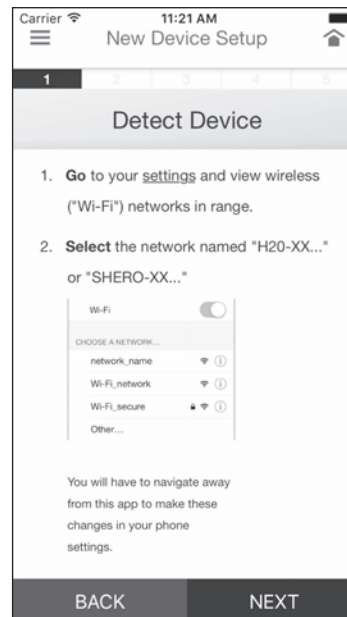 Carrier 11:21 AM
New Device Setup
1 2 3 4 5
Detect Device
1. Go to your settings and view wireless
("Wi-Fi") networks in range.
2. Select the network named "H20-XX..."
or "SHERO-XX..."
Wi-Fi
CHOOSE A NETWORK...
network_name
Wi-Fi_network
Wi-Fi_secure
Other...
You will have to navigate away
from this app to make these
changes in your phone
settings.
BACK NEXT